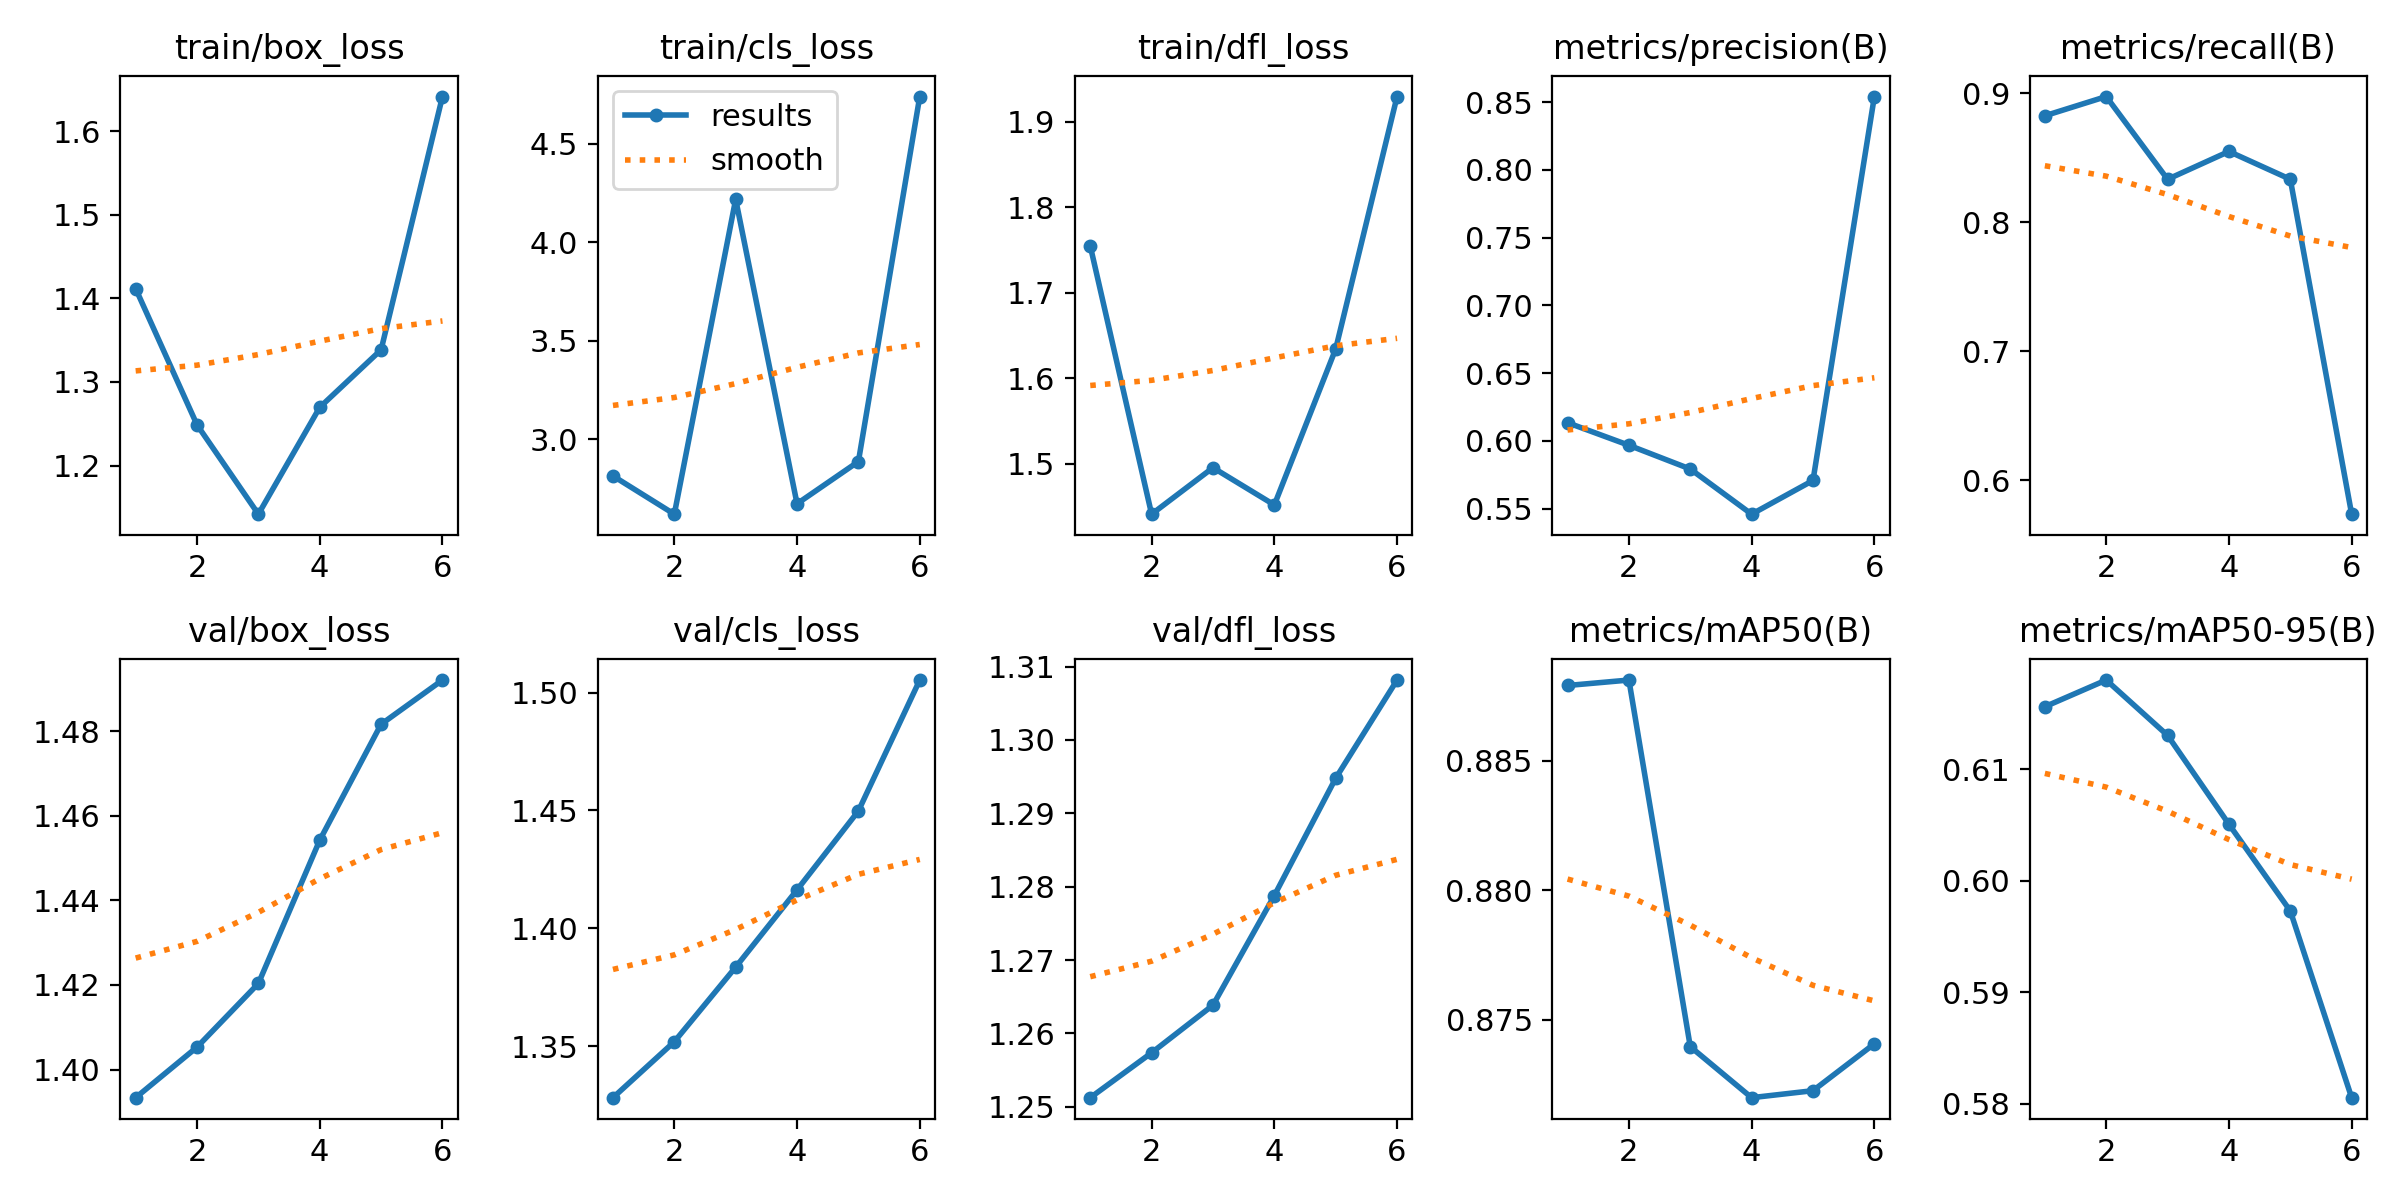 train/box_loss
1.6
1.5
1.4
1.3
1.2
2 4 6
train/cls_loss
results
smooth
4.5
4.0
3.5
3.0
2 4 6
train/dfl_loss
1.9
1.8
1.7
1.6
1.5
2 4 6
metrics/precision(B)
0.85
0.80
0.75
0.70
0.65
0.60
0.55
2 4 6
metrics/recall(B)
0.9
0.8
0.7
0.6
2 4 6
val/box_loss
1.48
1.46
1.44
1.42
1.40
2 4 6
val/cls_loss
1.50
1.45
1.40
1.35
2 4 6
val/dfl_loss
1.31
1.30
1.29
1.28
1.27
1.26
1.25
2 4 6
metrics/mAP50(B)
0.885
0.880
0.875
2 4 6
metrics/mAP50-95(B)
0.61
0.60
0.59
0.58
2 4 6